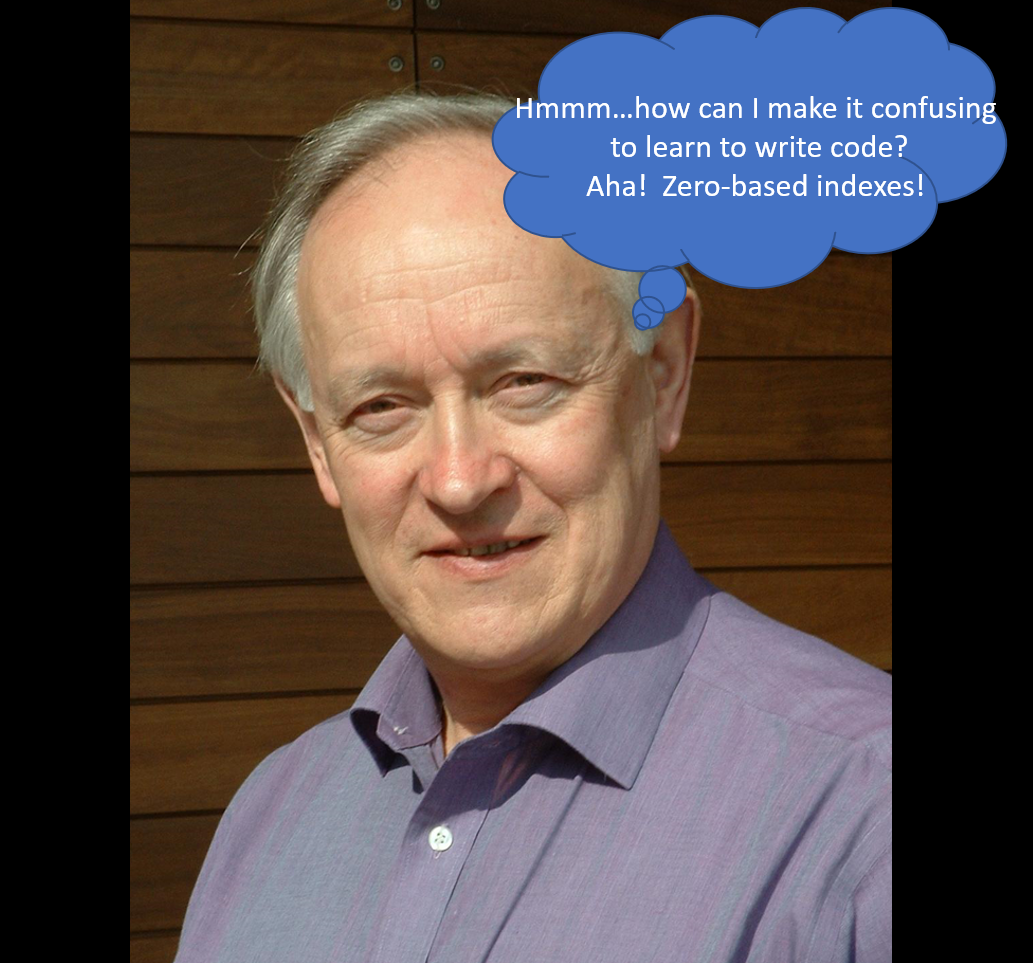 Hmmm...how can I make it confusing
to learn to write code?
Aha!  Zero-based indexes!